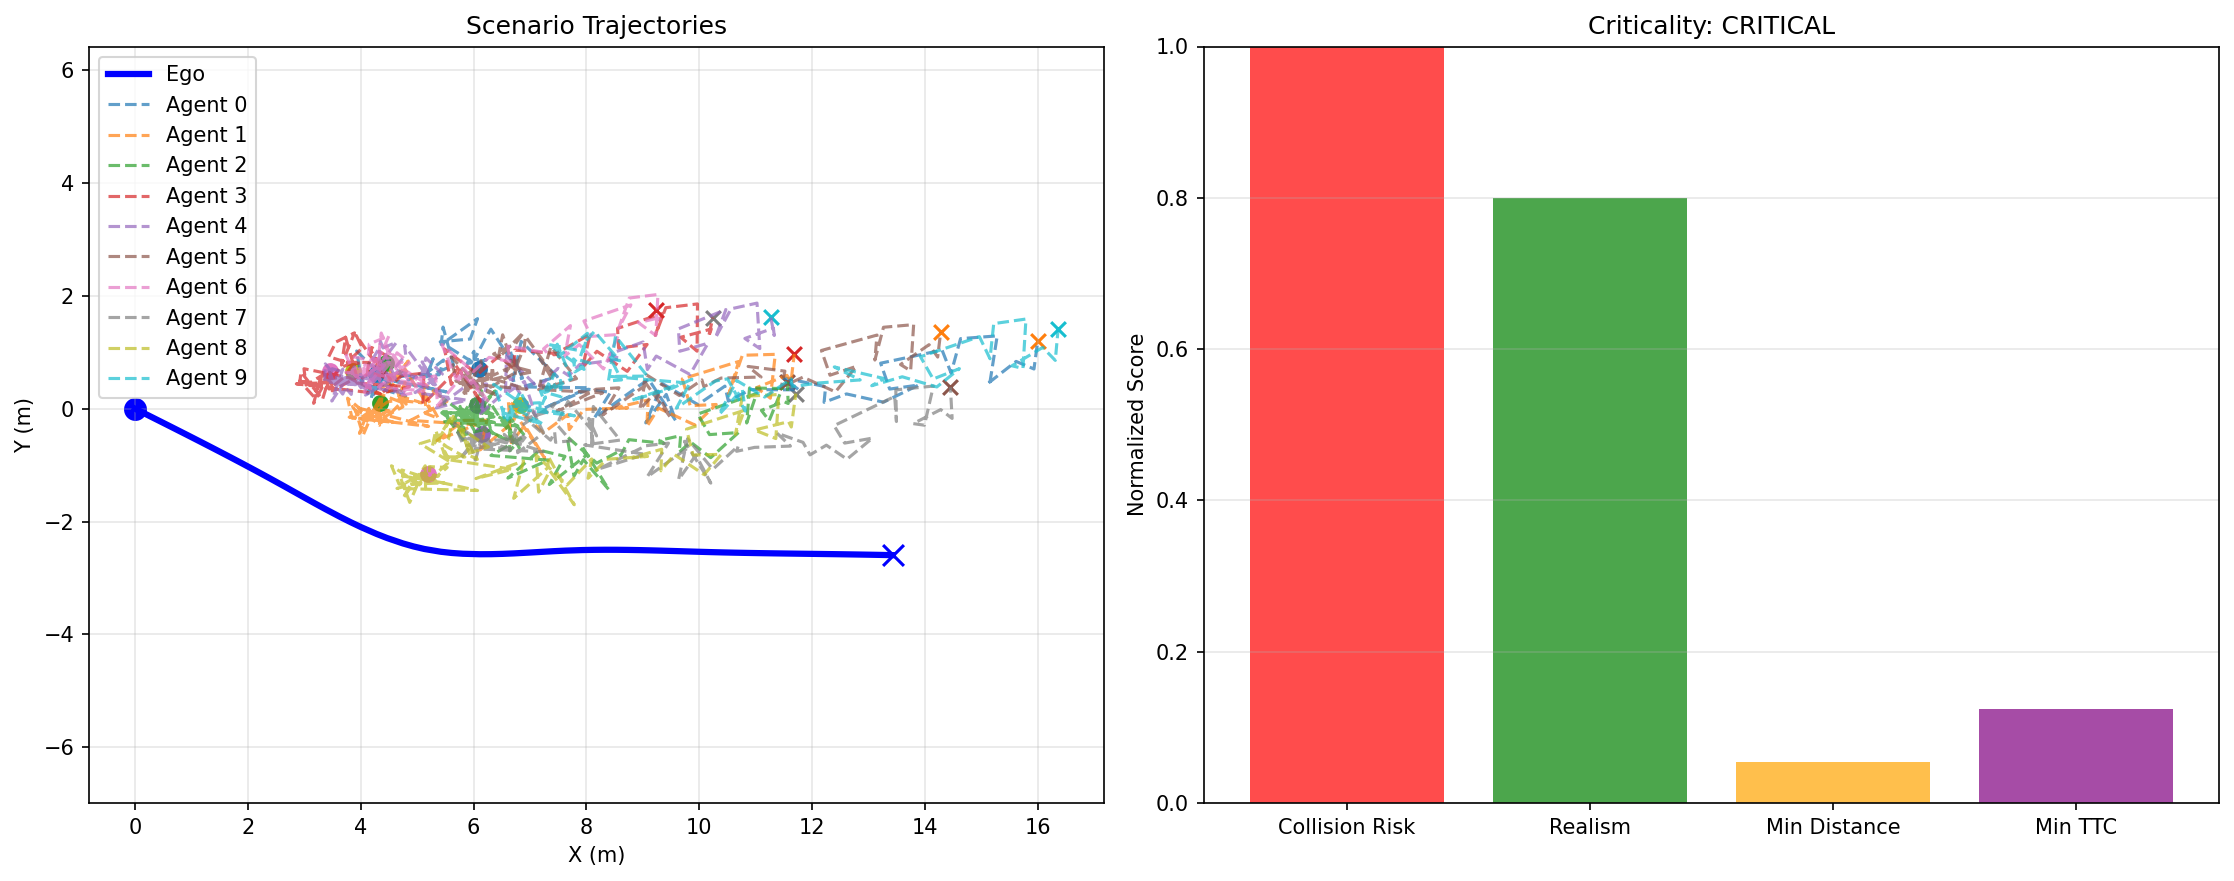 Scenario Trajectories
6
4
2
0
−2
−4
−6
Y (m)
Ego
Agent 0
Agent 1
Agent 2
Agent 3
Agent 4
Agent 5
Agent 6
Agent 7
Agent 8
Agent 9
0 2 4 6 8 10 12 14 16
X (m)
Criticality: CRITICAL
1.0
0.8
0.6
0.4
0.2
0.0
Normalized Score
Collision Risk Realism Min Distance Min TTC